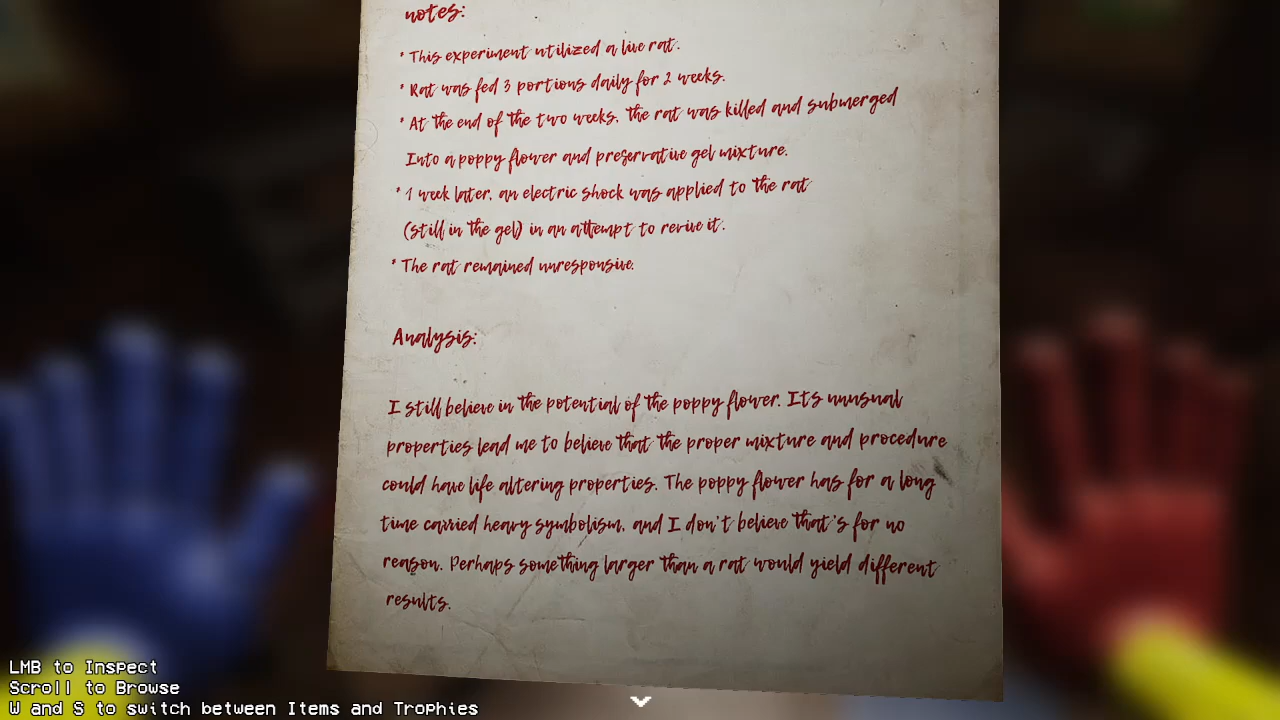 notes:
* This experiment utilized a live rat.
* Rat was fed 3 portions daily for 2 weeks.
* At the end of the two weeks, the rat was killed and submerged
Into a poppy flower and preservative gel mixture.
* 1 week later, an electric shock was applied to the rat
(still in the gel) in an attempt to revive it.
* The rat remained unresponsive.
Analysis:
I still believe in the potential of the poppy flower. Its unusual
properties lead me to believe that the proper mixture and procedure
could have life altering properties. The poppy flower has for a long
time carried heavy symbolism, and I don't believe that's for no
reason. Perhaps something larger than a rat would yield different
results.
LMB to Inspect
Scroll to Browse
W and S to switch between Items and Trophies